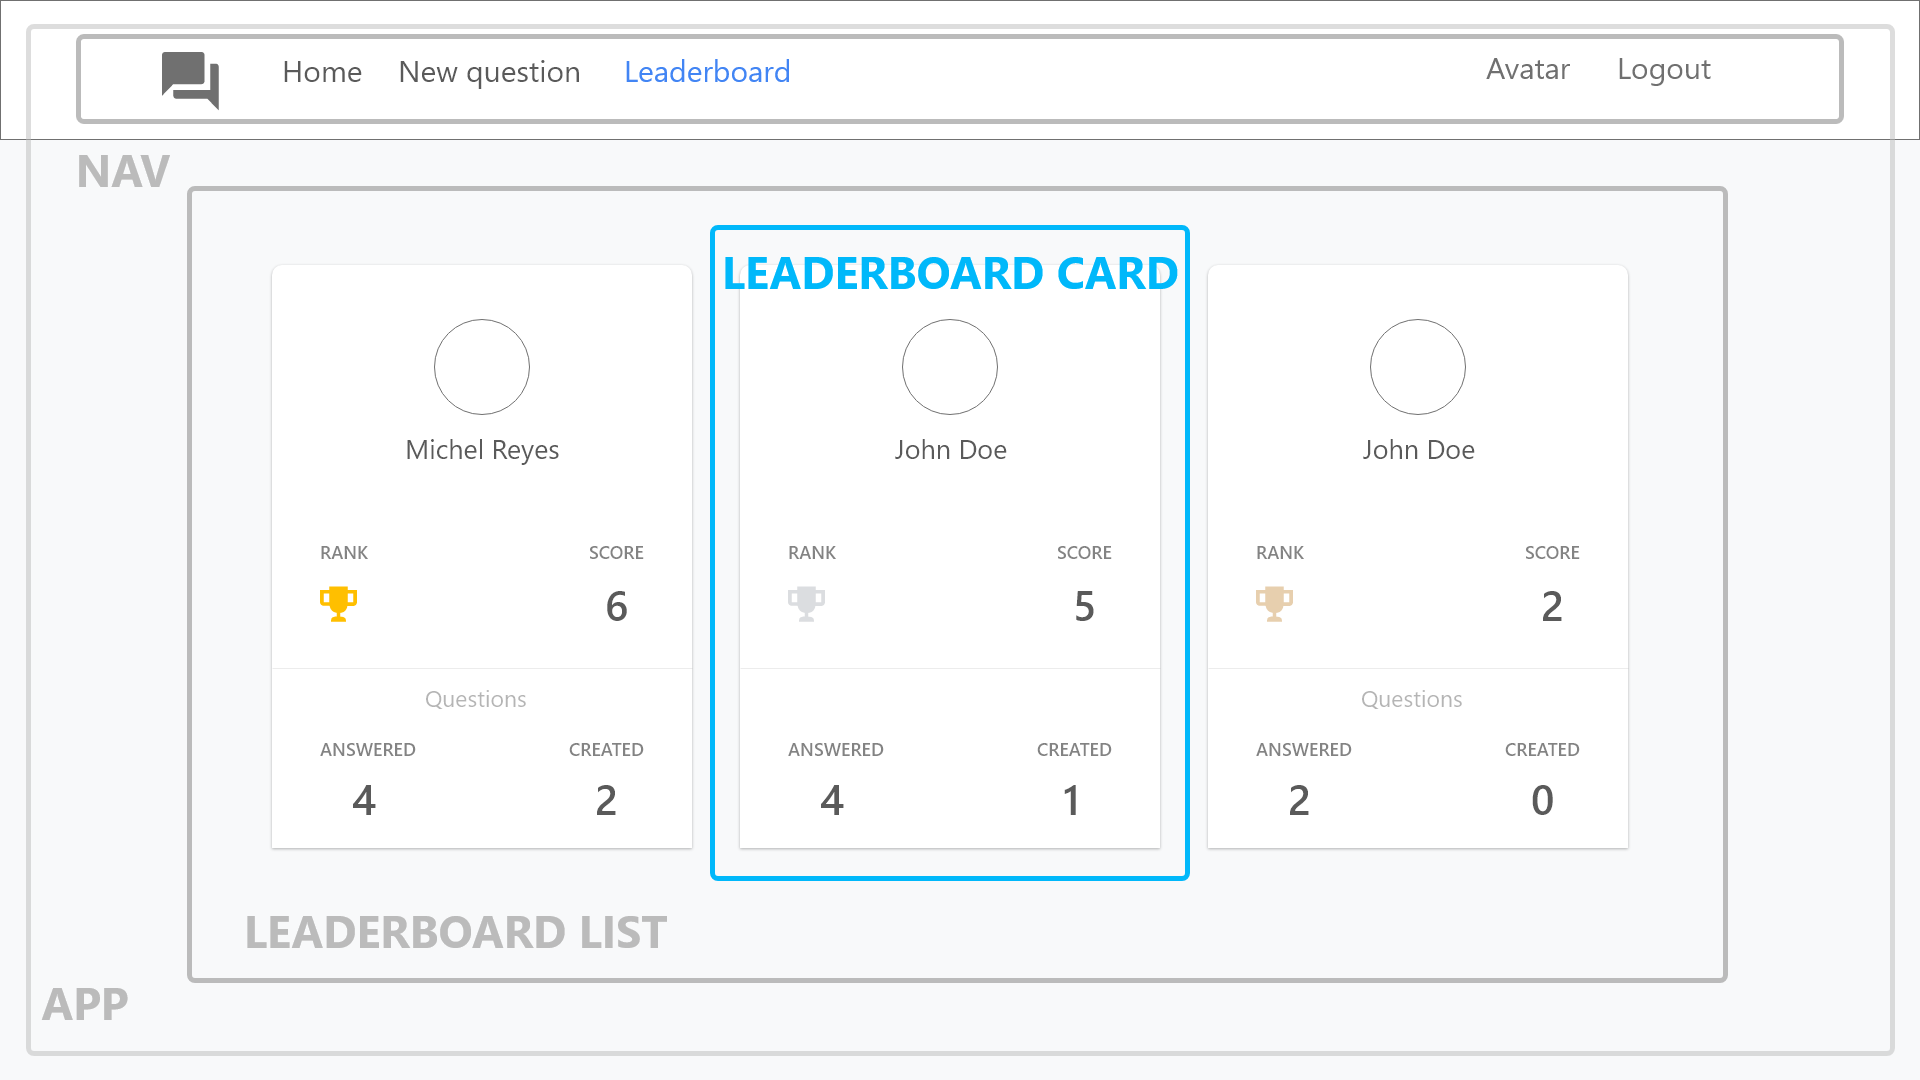 Home New question Leaderboard Avatar Logout
NAV
LEADERBOARD CARD
Michel Reyes John Doe John Doe
RANK SCORE RANK SCORE RANK SCORE
6 5 2
Questions Questions
ANSWERED CREATED ANSWERED CREATED ANSWERED CREATED
4 2 4 1 2 0
LEADERBOARD LIST
APP